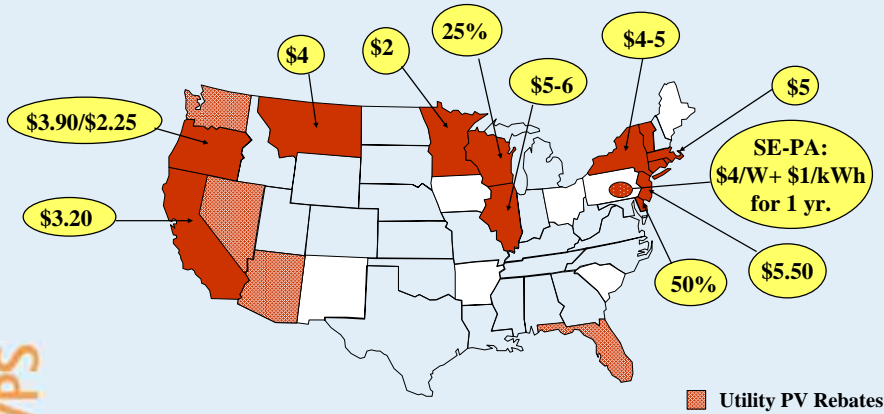 25%
$4-5
$2
$4
$5-6
$5
$3.90/$2.25
SE-PA:
$4/W+ $1/kWh
for 1 yr.
$3.20
50%
$5.50
VPS
Utility PV Rebates